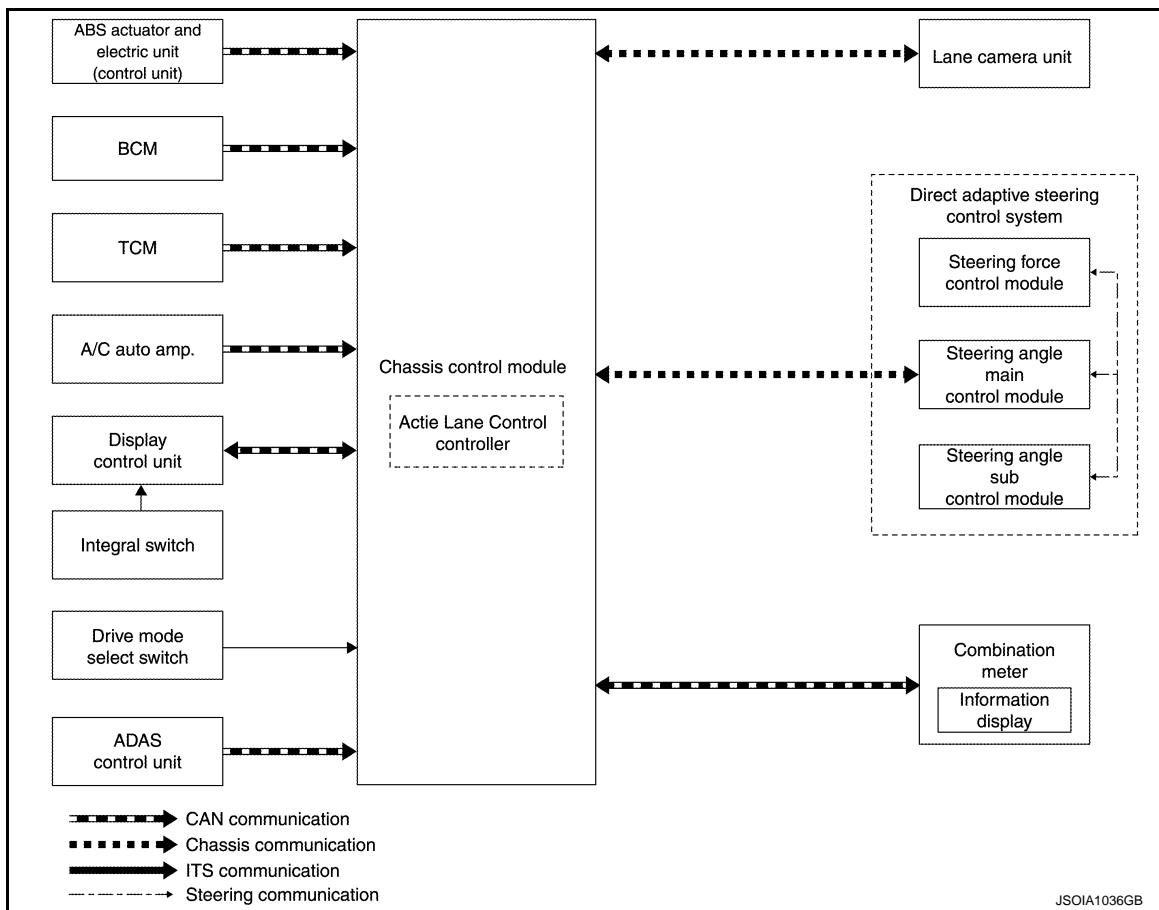 ABS actuator and
electric unit
(control unit)
BCM
TCM
A/C auto amp.
Display
control unit
Integral switch
Drive mode
select switch
ADAS
control unit
Chassis control module
Actie Lane Control
controller
Lane camera unit
Direct adaptive steering
control system
Steering force
control module
Steering angle
main
control module
Steering angle
sub
control module
Combination
meter
Information
display
CAN communication
Chassis communication
ITS communication
Steering communication
JSOIA1036GB